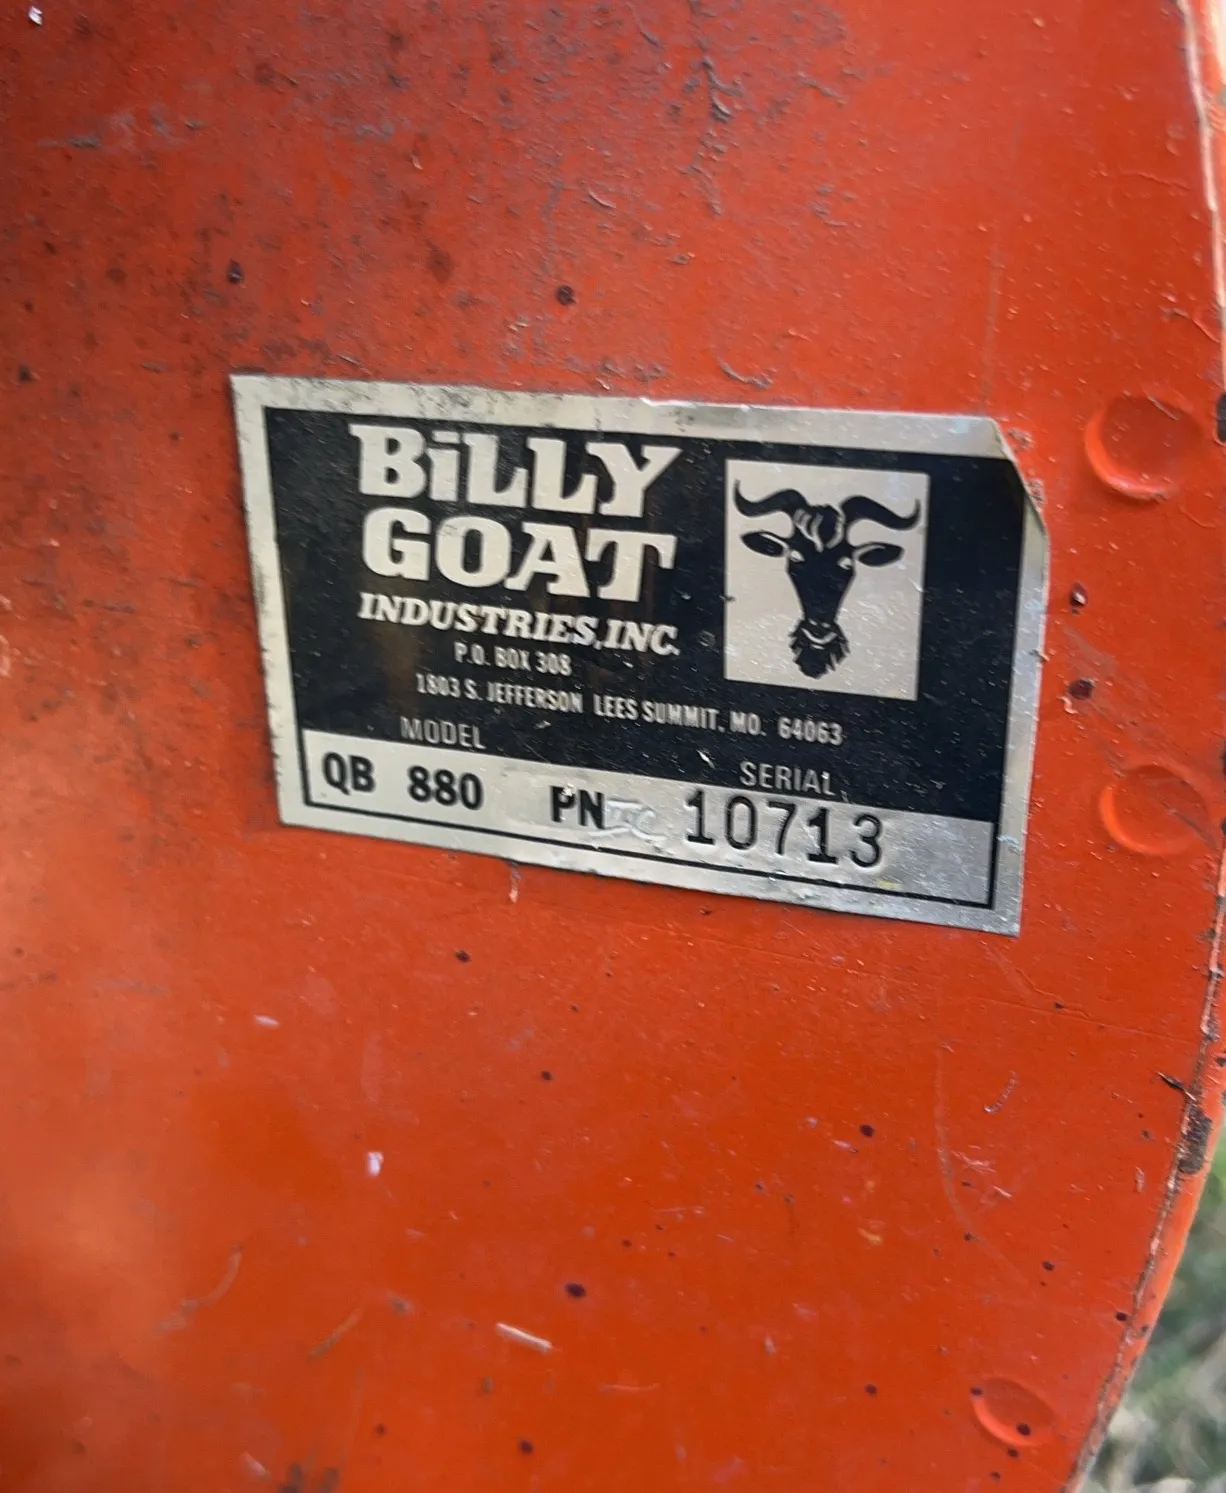 BiLLY
GOAT
INDUSTRIES, INC.
P.O. BOX 308
1803 S. JEFFERSON LEES SUMMIT, MO. 64063
MODEL SERIAL
QB 880 PN 10713